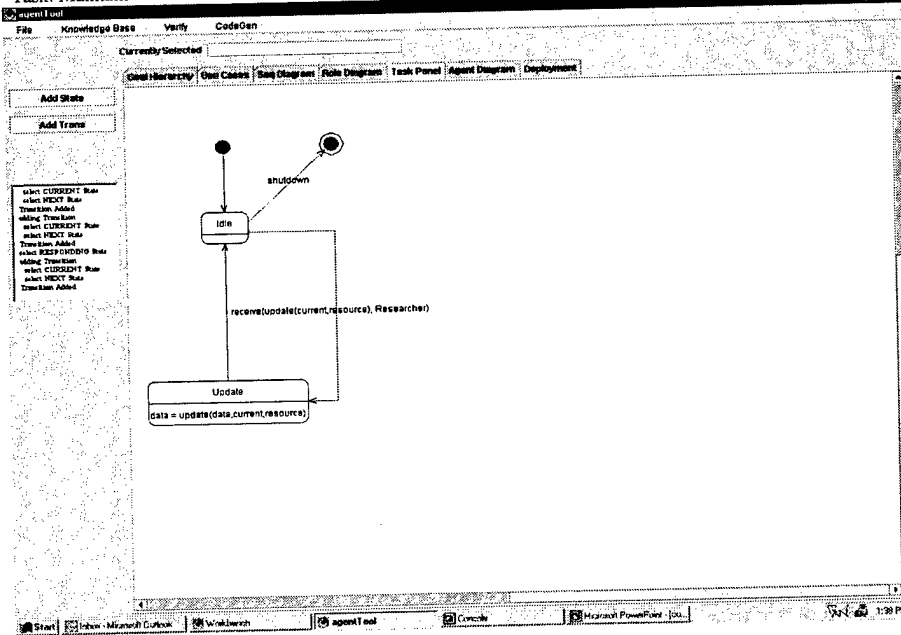 agentTool
File Knowledge Base Verify CodeGen
Currently Selected
Goal Hierarchy Use Cases Seq Diagram Role Diagram Task Panel Agent Diagram Deployment
Add State
Add Trans
select CURRENT State
select NEXT State
Transition Added
adding Transition
select CURRENT State
select NEXT State
Transition Added
select RESPONDING State
adding Transition
select CURRENT State
select NEXT State
Transition Added
shutdown
Idle
receive(update(current,resource), Researcher)
Update
data = update(data,current,resource)
Start Inbox - Microsoft Outlook Workbench agentTool Console Microsoft PowerPoint - [ou... 1:38 P